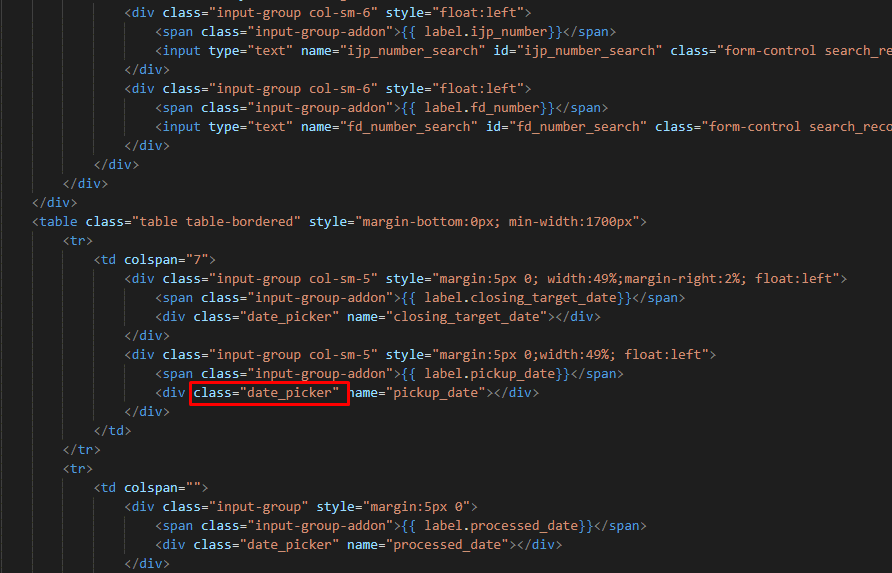 <div class="input-group col-sm-6" style="float:left">
<span class="input-group-addon">{{ label.ijp_number}}</span>
<input type="text" name="ijp_number_search" id="ijp_number_search" class="form-control search_rec
</div>
<div class="input-group col-sm-6" style="float:left">
<span class="input-group-addon">{{ label.fd_number}}</span>
<input type="text" name="fd_number_search" id="fd_number_search" class="form-control search_reco
</div>
</div>
</div>
</div>
<table class="table table-bordered" style="margin-bottom:0px; min-width:1700px">
<tr>
<td colspan="7">
<div class="input-group col-sm-5" style="margin:5px 0; width:49%;margin-right:2%; float:left">
<span class="input-group-addon">{{ label.closing_target_date}}</span>
<div class="date_picker" name="closing_target_date"></div>
</div>
<div class="input-group col-sm-5" style="margin:5px 0;width:49%; float:left">
<span class="input-group-addon">{{ label.pickup_date}}</span>
<div class="date_picker" name="pickup_date"></div>
</div>
</td>
</tr>
<tr>
<td colspan="">
<div class="input-group" style="margin:5px 0">
<span class="input-group-addon">{{ label.processed_date}}</span>
<div class="date_picker" name="processed_date"></div>
</div>